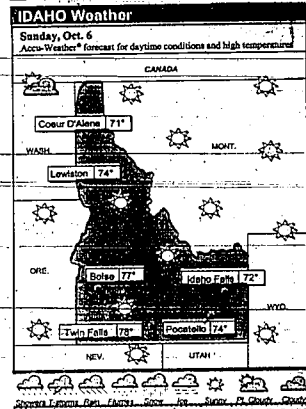 IDAHO Weather
Sunday, Oct. 6
Accu-Weather® forecast for daytime conditions and high temperatures
CANADA
Coeur D'Alene 71°
WASH.
MONT.
Lewiston 74°
ORE.
Boise 77°
Idaho Falls 72°
WYO.
Twin Falls 78°
Pocatello 74°
NEV.
UTAH
Showers T-storms Rain Flurries Snow Ice Sunny Pt. Cloudy Cloudy